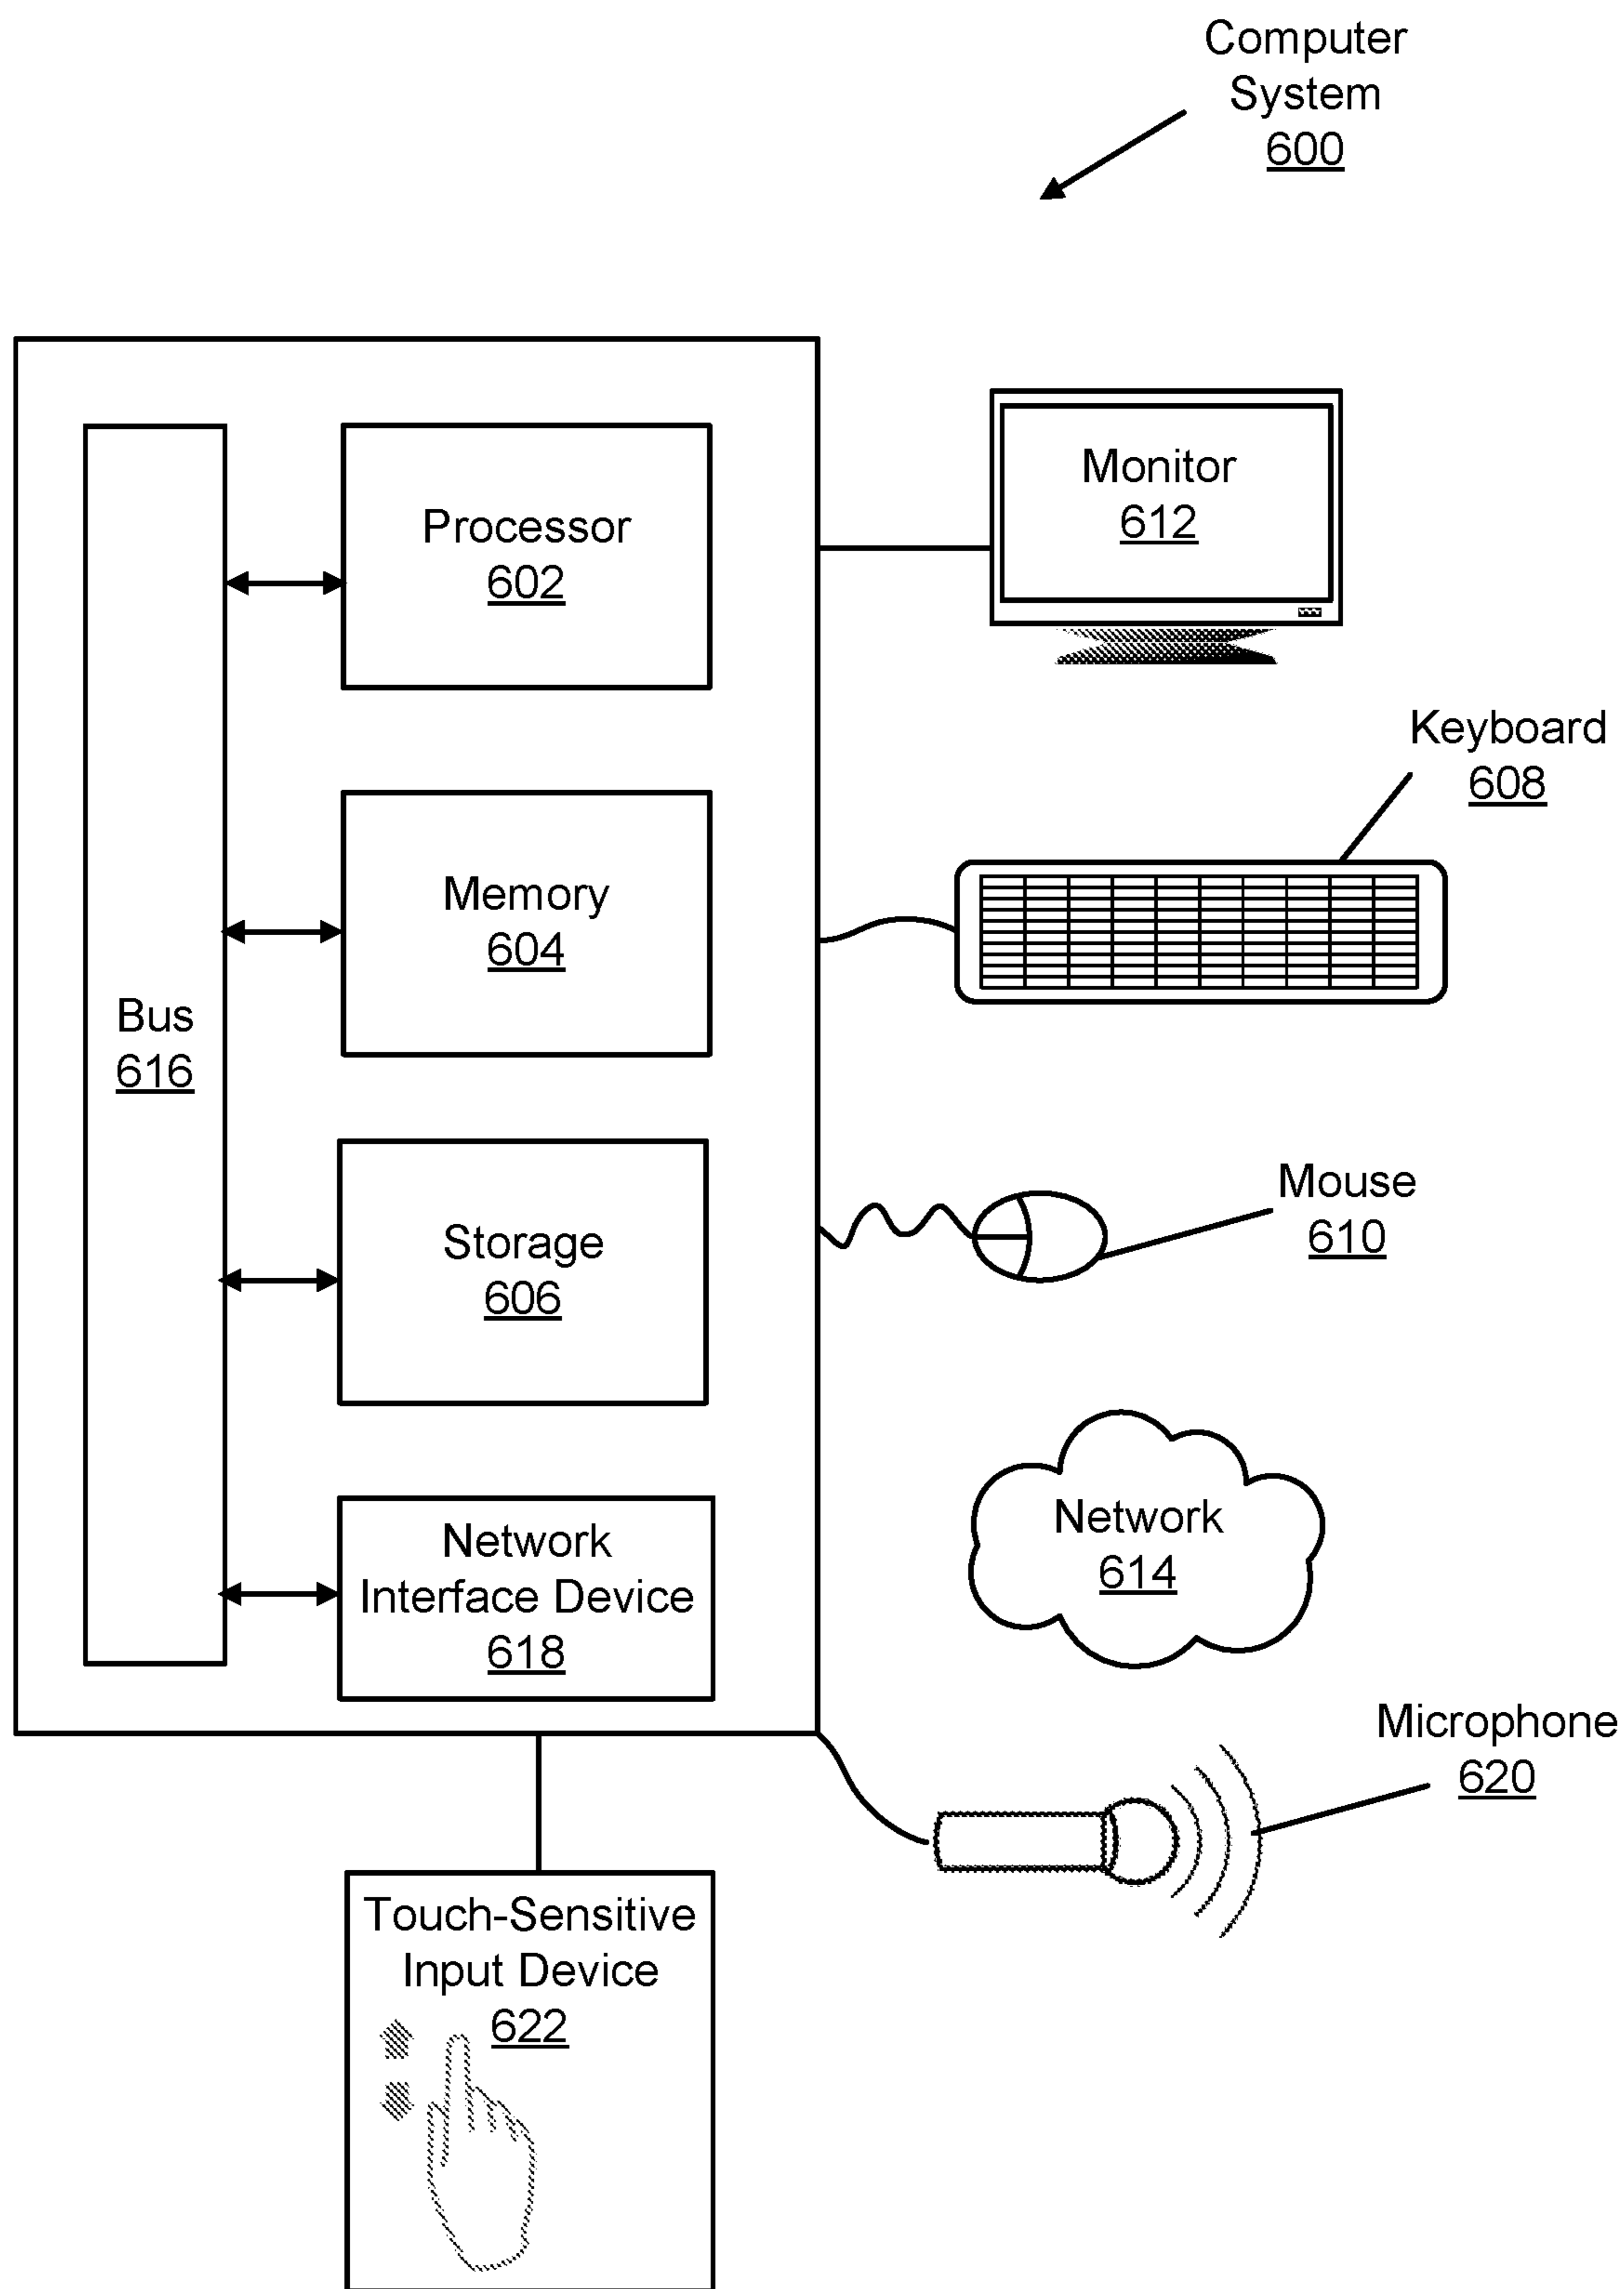 Computer
System
600
Processor
602
Monitor
612
Keyboard
608
Memory
604
Bus
616
Mouse
610
Storage
606
Network
614
Network
Interface Device
618
Microphone
620
Touch-Sensitive
Input Device
622